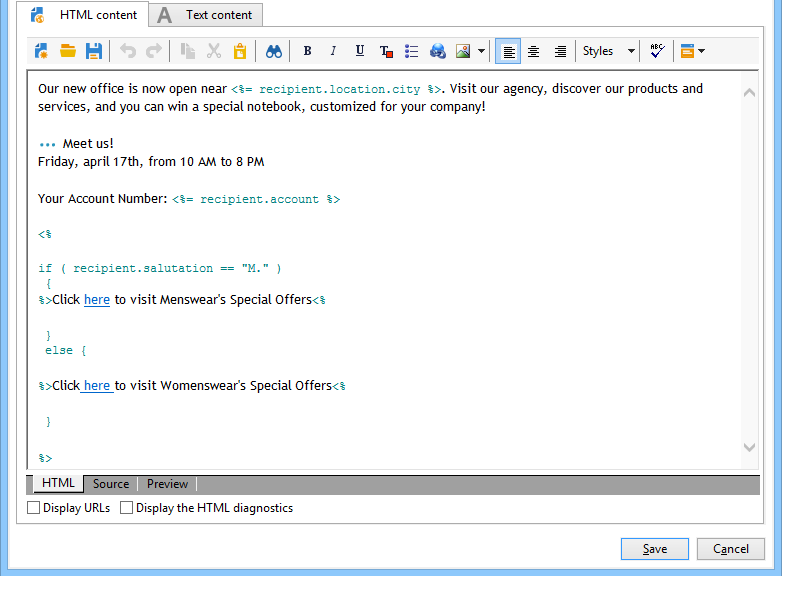 HTML content
Text content
B I U T Styles ABC
Our new office is now open near <%= recipient.location.city %>. Visit our agency, discover our products and
services, and you can win a special notebook, customized for your company!
... Meet us!
Friday, april 17th, from 10 AM to 8 PM
Your Account Number: <%= recipient.account %>
<%
if ( recipient.salutation == "M." )
{
%>Click here to visit Menswear's Special Offers<%
}
else {
%>Click here to visit Womenswear's Special Offers<%
}
%>
HTML Source Preview
Display URLs Display the HTML diagnostics
Save Cancel